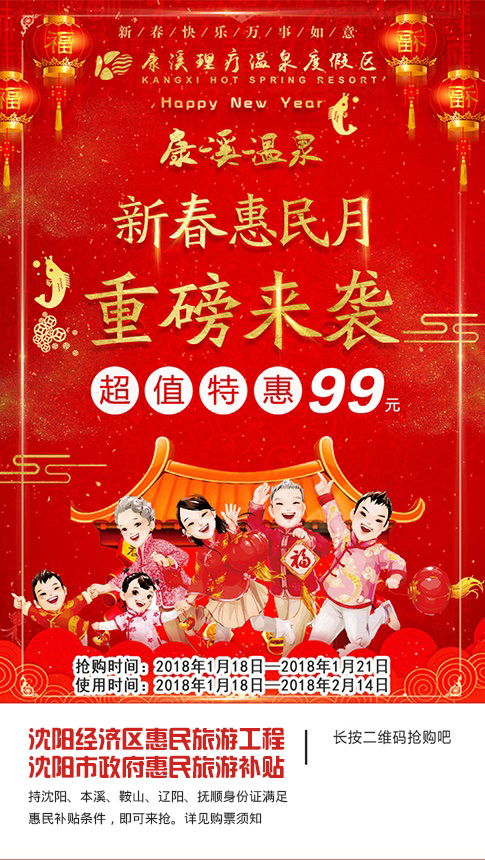 新春快乐万事如意
康溪理疗温泉度假区
KANGXI HOT SPRING RESORT
Happy New Year
康溪温泉
新春惠民月
重磅来袭
超值特惠99元
福
福
福
福
福
抢购时间：2018年1月18日—2018年1月21日
使用时间：2018年1月18日—2018年2月14日
沈阳经济区惠民旅游工程
沈阳市政府惠民旅游补贴
长按二维码抢购吧
持沈阳、本溪、鞍山、辽阳、抚顺身份证满足
惠民补贴条件，即可来抢。详见购票须知